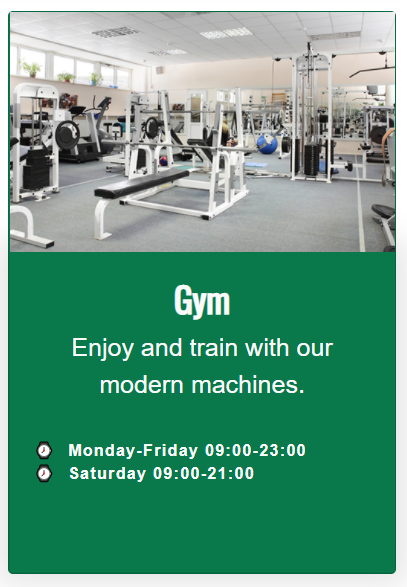 Gym
Enjoy and train with our
modern machines.
Monday-Friday 09:00-23:00
Saturday 09:00-21:00